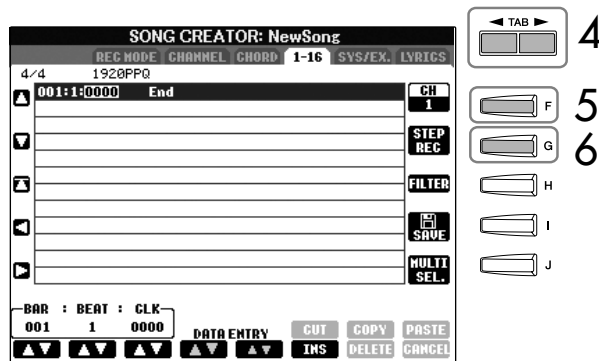 SONG CREATOR: NewSong
REC MODE CHANNEL CHORD 1-16 SYS/EX. LYRICS
4/4 1920PPQ
001:1:0000 End
CH
1
STEP
REC
FILTER
SAVE
MULTI
SEL.
BAR : BEAT : CLK
001 1 0000
DATA ENTRY
CUT COPY PASTE
INS DELETE CANCEL
TAB
4
F 5
G 6
H
I
J